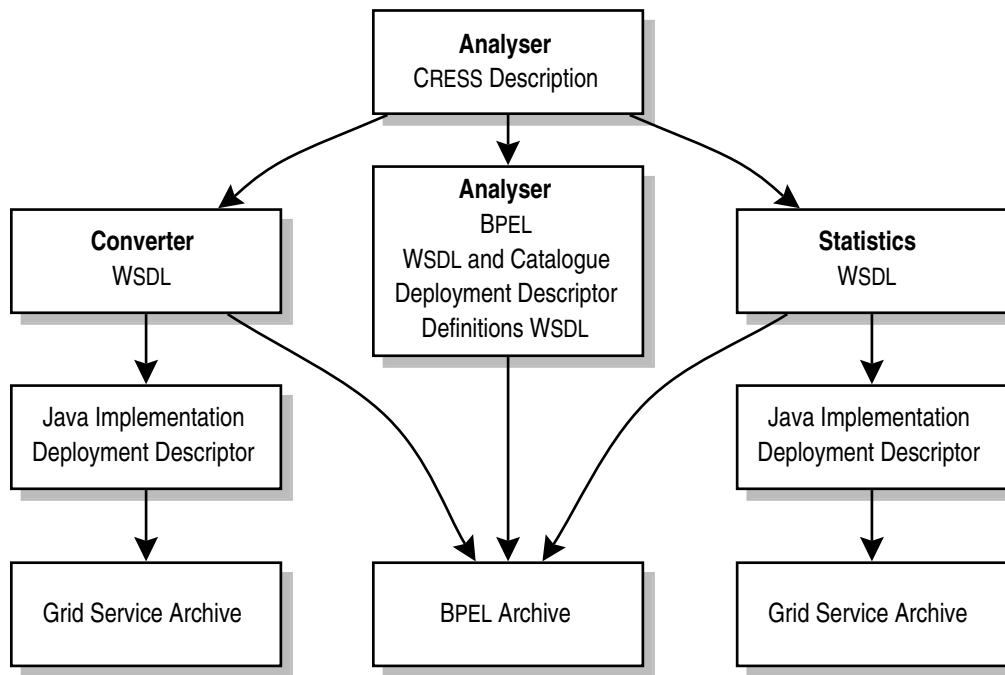 Analyser
CRESS Description
Analyser
BPEL
WSDL and Catalogue
Deployment Descriptor
Definitions WSDL
Converter
WSDL
Statistics
WSDL
Java Implementation
Deployment Descriptor
Java Implementation
Deployment Descriptor
Grid Service Archive
BPEL Archive
Grid Service Archive